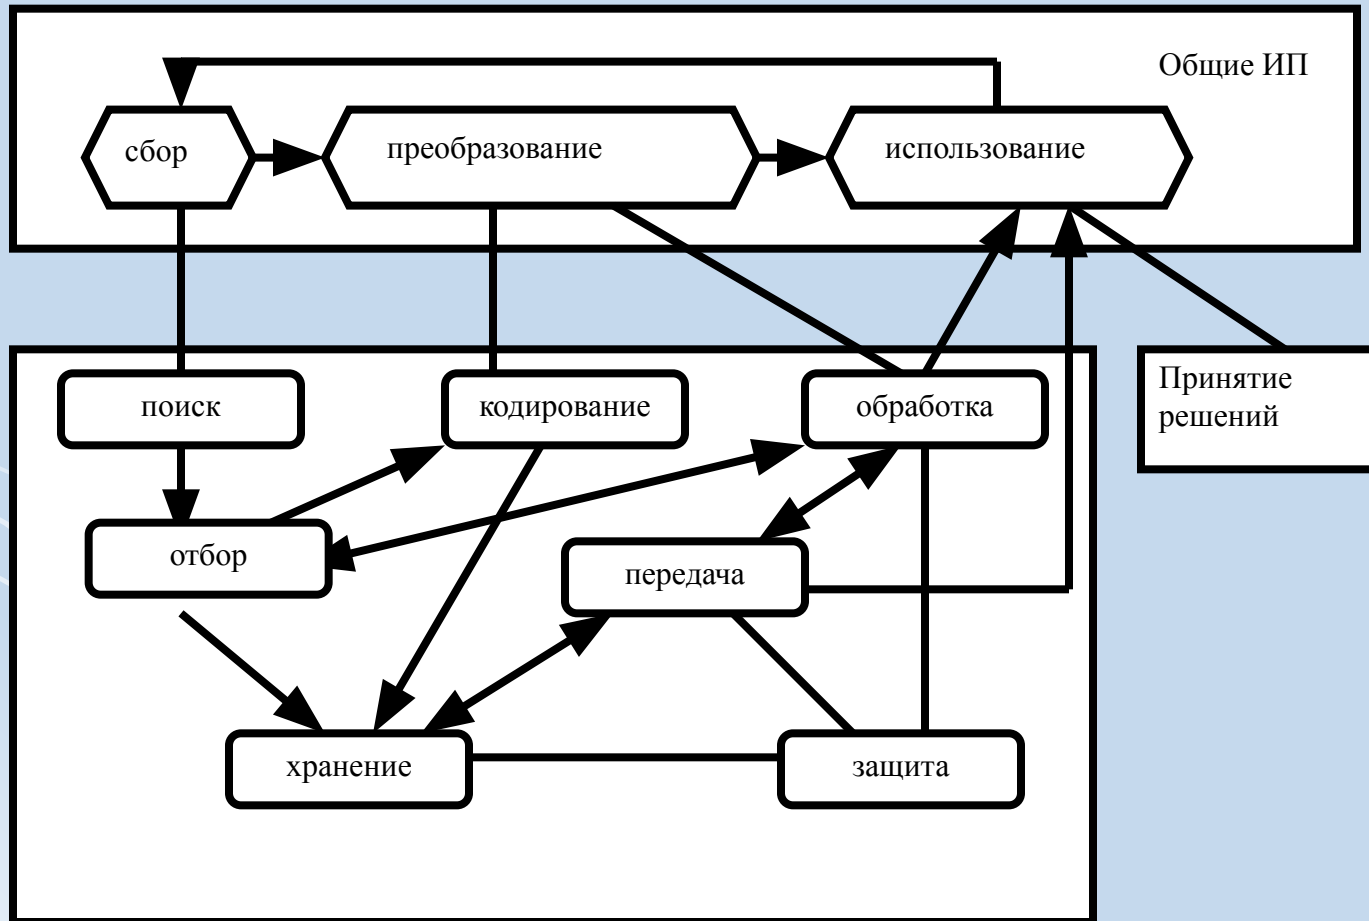 Общие ИП
сбор
преобразование
использование
поиск
кодирование
обработка
Принятие
решений
отбор
передача
хранение
защита